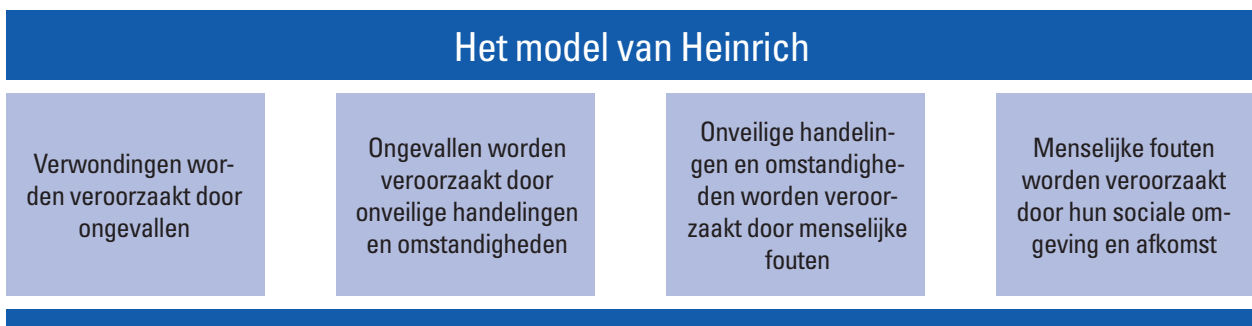 Het model van Heinrich
Verwondingen wor-
den veroorzaakt door
ongevallen
Ongevallen worden
veroorzaakt door
onveilige handelingen
en omstandigheden
Onveilige handelin-
gen en omstandighe-
den worden veroor-
zaakt door menselijke
fouten
Menselijke fouten
worden veroorzaakt
door hun sociale om-
geving en afkomst